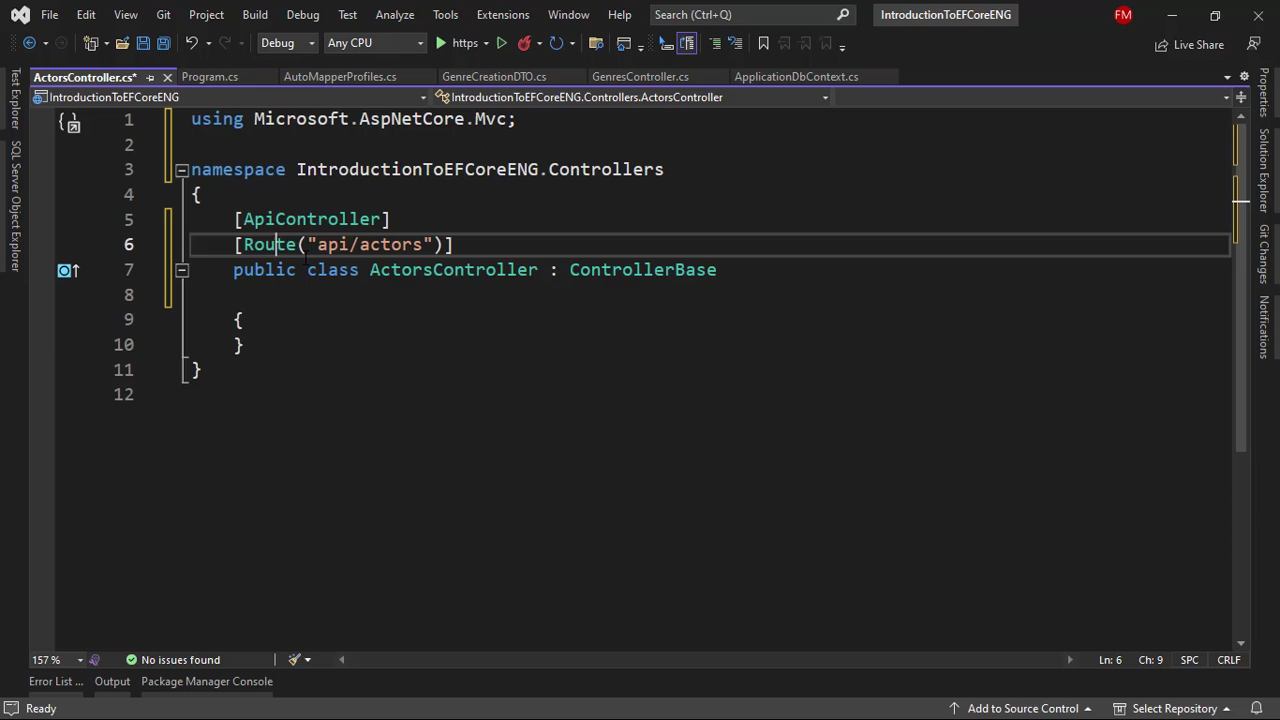 File Edit View Git Project Build Debug Test Analyze Tools Extensions Window Help Search (Ctrl+Q) IntroductionToEFCoreENG FM
Debug Any CPU https Live Share
ActorsController.cs* Program.cs AutoMapperProfiles.cs GenreCreationDTO.cs GenresController.cs ApplicationDbContext.cs
IntroductionToEFCoreENG IntroductionToEFCoreENG.Controllers.ActorsController
Test Explorer
SQL Server Object Explorer
1 using Microsoft.AspNetCore.Mvc;
2
3 namespace IntroductionToEFCoreENG.Controllers
4 {
5 [ApiController]
6 [Route("api/actors")]
7 public class ActorsController : ControllerBase
8
9 {
10 }
11 }
12
Properties
Solution Explorer
Git Changes
Notifications
157 % No issues found Ln: 6 Ch: 9 SPC CRLF
Error List ... Output Package Manager Console
Ready Add to Source Control Select Repository